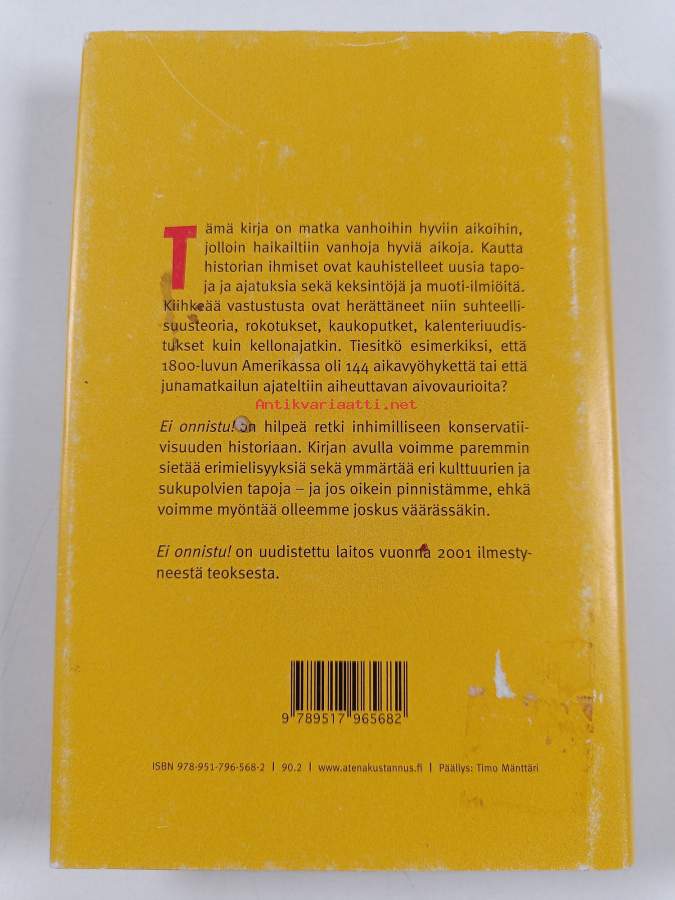 Tämä kirja on matka vanhoihin hyviin aikoihin,
jolloin haikailtiin vanhoja hyviä aikoja. Kautta
historian ihmiset ovat kauhistelleet uusia tapo-
ja ja ajatuksia sekä keksintöjä ja muoti-ilmiöitä.
Kiihkeää vastustusta ovat herättäneet niin suhteelli-
suusteoria, rokotukset, kaukoputket, kalenteriuudis-
tukset kuin kellonajatkin. Tiesitkö esimerkiksi, että
1800-luvun Amerikassa oli 144 aikavyöhykettä tai että
junamatkailun ajateltiin aiheuttavan aivovaurioita?
Antikvariaatti.net
Ei onnistu! on hilpeä retki inhimilliseen konservatii-
visuuden historiaan. Kirjan avulla voimme paremmin
sietää erimielisyyksiä sekä ymmärtää eri kulttuurien ja
sukupolvien tapoja – ja jos oikein pinnistämme, ehkä
voimme myöntää olleemme joskus väärässäkin.
Ei onnistu! on uudistettu laitos vuonna 2001 ilmesty-
neestä teoksesta.
9 789517 965682
ISBN 978-951-796-568-2 | 90.2 | www.atenakustannus.fi | Päällys: Timo Mänttäri